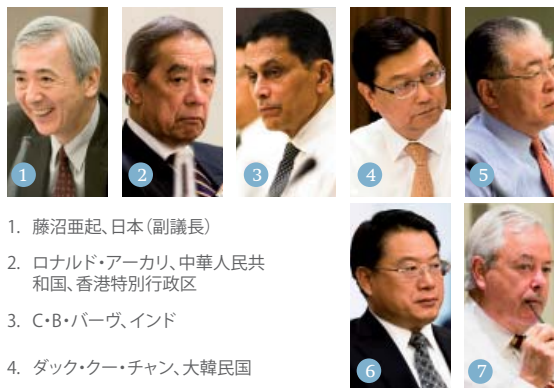 1
2
3
4
5
1. 藤沼亜起、日本（副議長）
2. ロナルド・アーカリ、中華人民共
和国、香港特別行政区
3. C・B・バーヴ、インド
4. ダック・クー・チャン、大韓民国
6
7